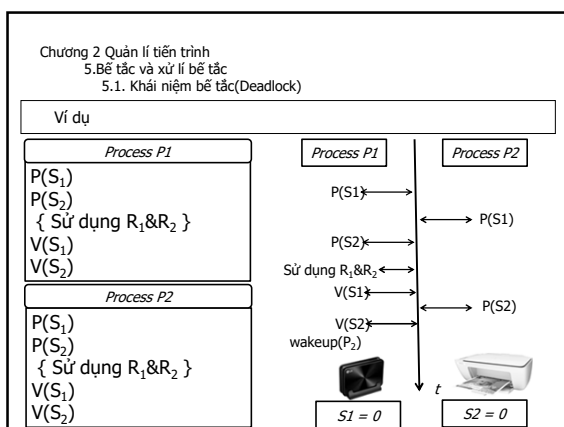 Chương 2 Quản lí tiến trình
5.Bế tắc và xử lí bế tắc
5.1. Khái niệm bế tắc(Deadlock)
Ví dụ
Process P1
P(S₁)
P(S₂)
{ Sử dụng R₁&R₂ }
V(S₁)
V(S₂)
Process P2
P(S₁)
P(S₂)
{ Sử dụng R₁&R₂ }
V(S₁)
V(S₂)
Process P1
Process P2
P(S1)
P(S1)
P(S2)
Sử dụng R₁&R₂
V(S1)
P(S2)
V(S2)
wakeup(P₂)
t
S1 = 0
S2 = 0